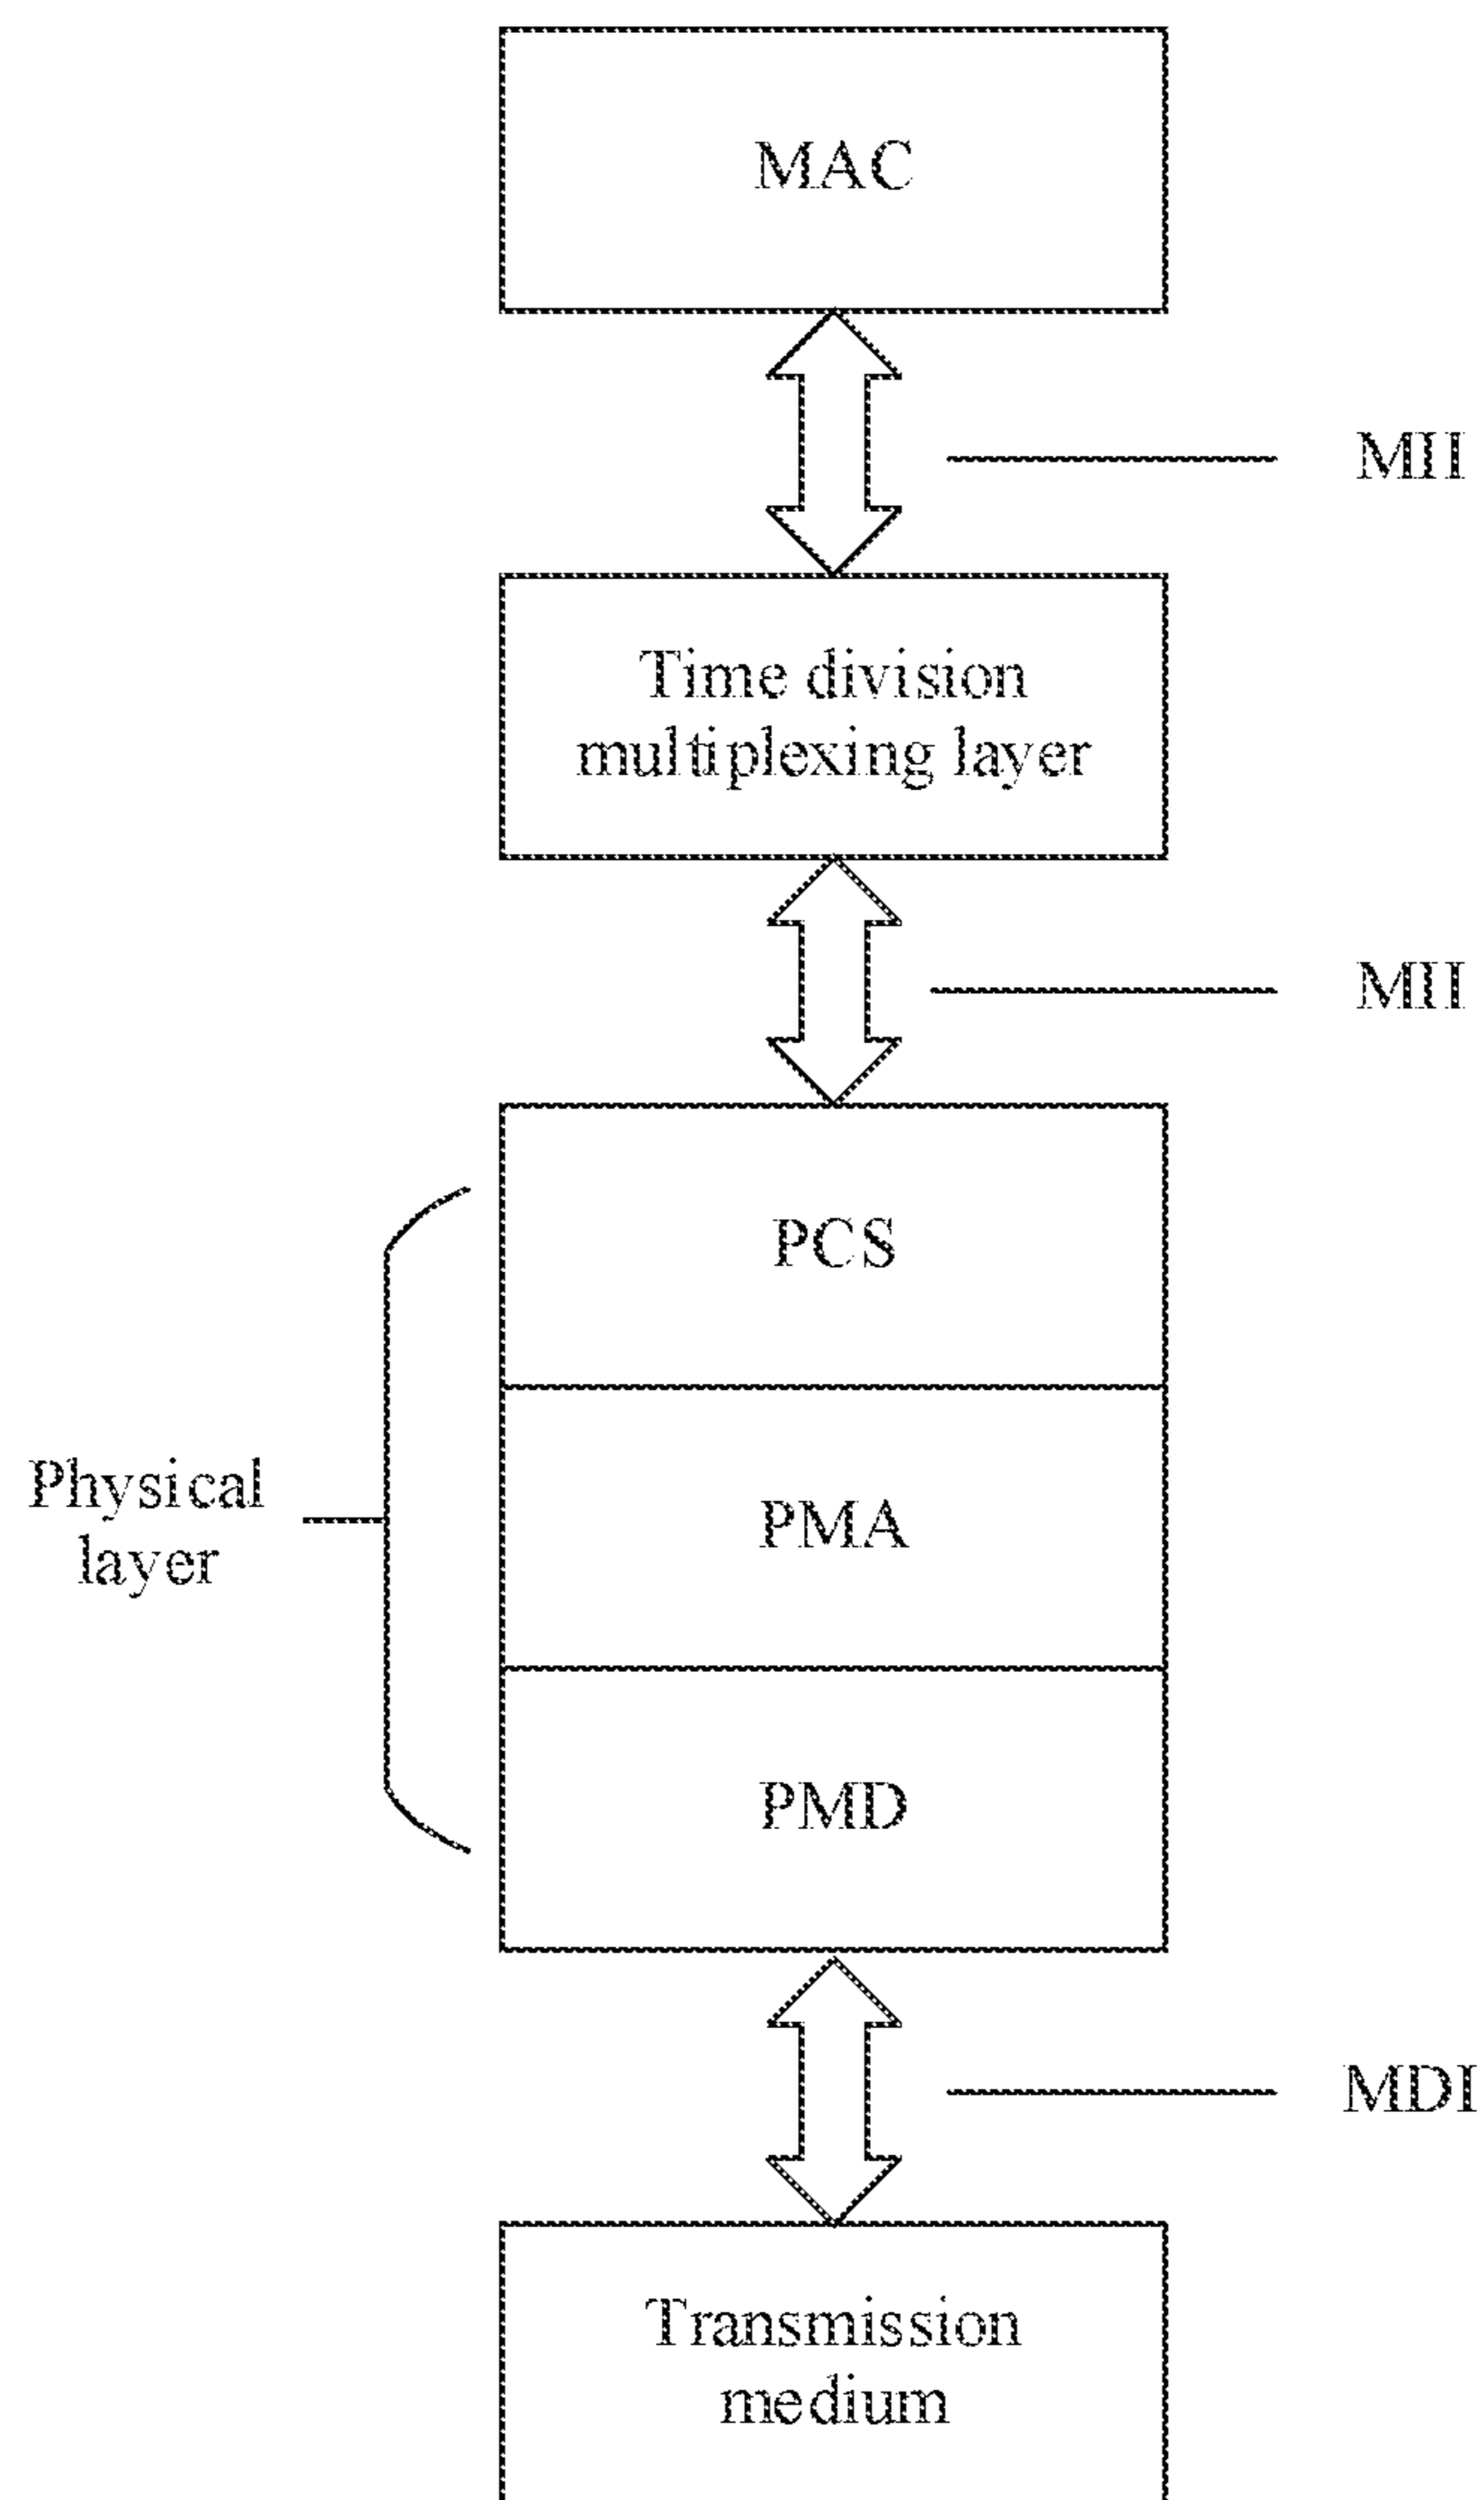 MAC
MII
Time division
multiplexing layer
MII
PCS
Physical
layer
PMA
PMD
MDI
Transmission
medium